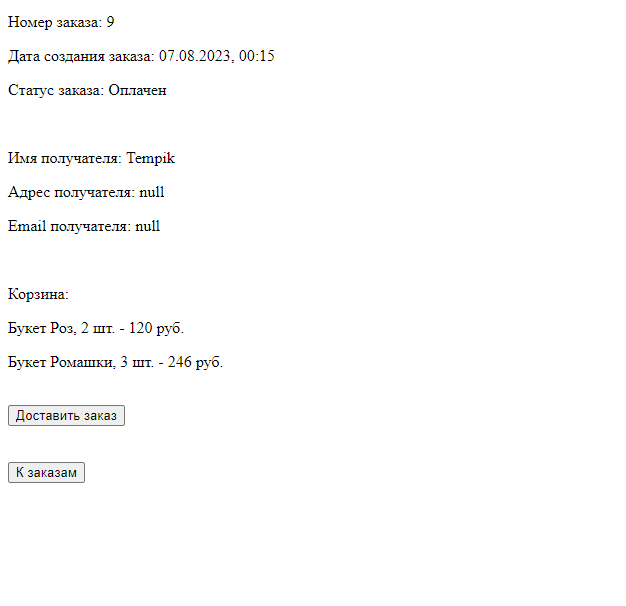 Номер заказа: 9
Дата создания заказа: 07.08.2023, 00:15
Статус заказа: Оплачен
Имя получателя: Tempik
Адрес получателя: null
Email получателя: null
Корзина:
Букет Роз, 2 шт. - 120 руб.
Букет Ромашки, 3 шт. - 246 руб.
Доставить заказ
К заказам